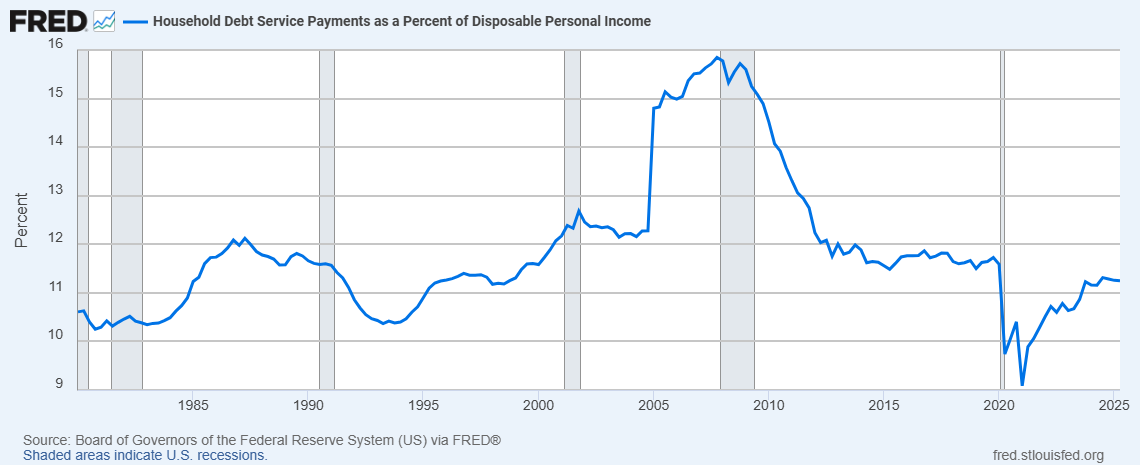 FRED® Household Debt Service Payments as a Percent of Disposable Personal Income
16
15
14
13
12
11
10
9
Percent
1985 1990 1995 2000 2005 2010 2015 2020 2025
Source: Board of Governors of the Federal Reserve System (US) via FRED®
Shaded areas indicate U.S. recessions. fred.stlouisfed.org